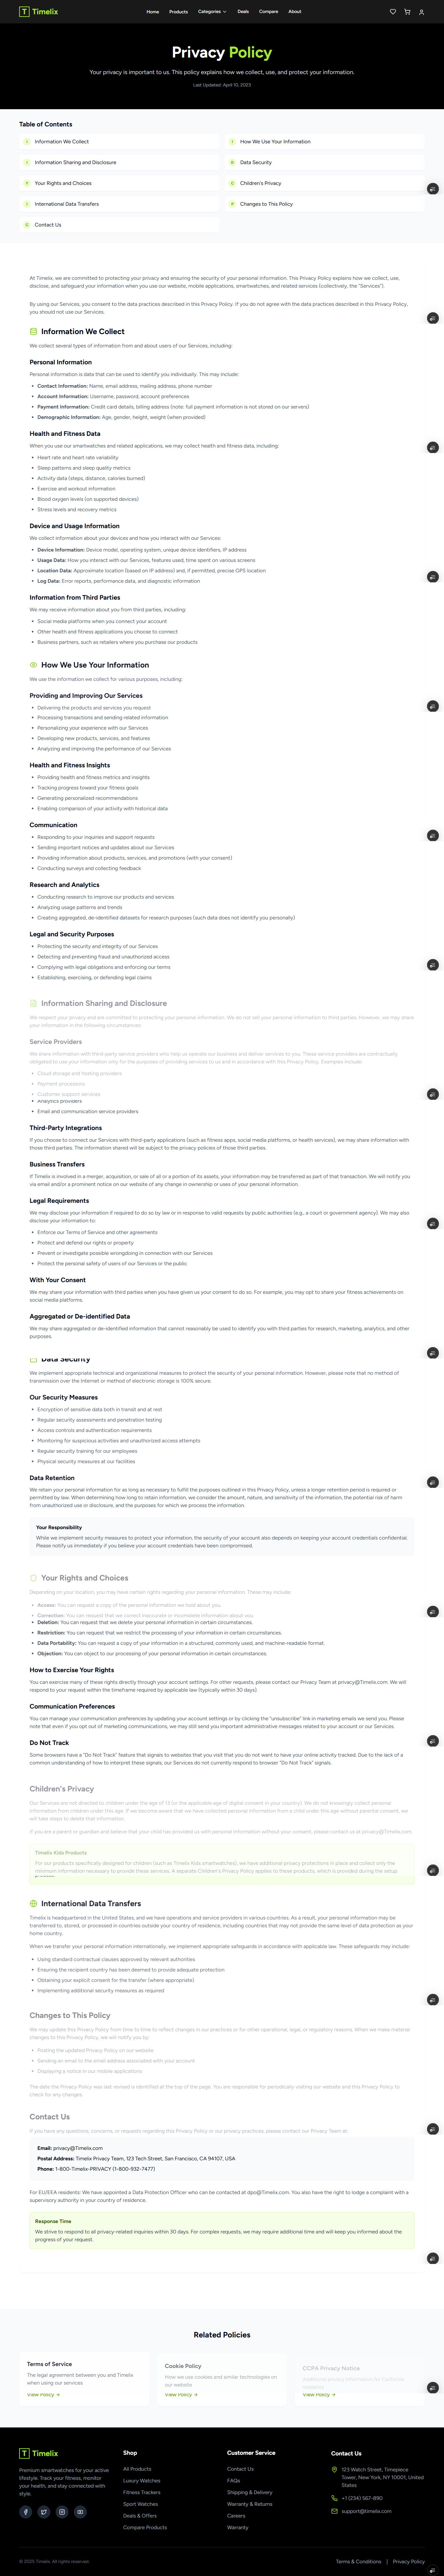 T Timelix
Home
Products
Categories
Deals
Compare
About
Privacy Policy
Your privacy is important to us. This policy explains how we collect, use, and protect your information.
Last Updated: April 10, 2023
Table of Contents
I Information We Collect
I How We Use Your Information
I Information Sharing and Disclosure
D Data Security
Y Your Rights and Choices
C Children's Privacy
I International Data Transfers
P Changes to This Policy
C Contact Us
At Timelix, we are committed to protecting your privacy and ensuring the security of your personal information. This Privacy Policy explains how we collect, use, disclose, and safeguard your information when you use our website, mobile applications, smartwatches, and related services (collectively, the "Services").
By using our Services, you consent to the data practices described in this Privacy Policy. If you do not agree with the data practices described in this Privacy Policy, you should not use our Services.
Information We Collect
We collect several types of information from and about users of our Services, including:
Personal Information
Personal information is data that can be used to identify you individually. This may include:
• Contact Information: Name, email address, mailing address, phone number
• Account Information: Username, password, account preferences
• Payment Information: Credit card details, billing address (note: full payment information is not stored on our servers)
• Demographic Information: Age, gender, height, weight (when provided)
Health and Fitness Data
When you use our smartwatches and related applications, we may collect health and fitness data, including:
• Heart rate and heart rate variability
• Sleep patterns and sleep quality metrics
• Activity data (steps, distance, calories burned)
• Exercise and workout information
• Blood oxygen levels (on supported devices)
• Stress levels and recovery metrics
Device and Usage Information
We collect information about your devices and how you interact with our Services:
• Device Information: Device model, operating system, unique device identifiers, IP address
• Usage Data: How you interact with our Services, features used, time spent on various screens
• Location Data: Approximate location (based on IP address) and, if permitted, precise GPS location
• Log Data: Error reports, performance data, and diagnostic information
Information from Third Parties
We may receive information about you from third parties, including:
• Social media platforms when you connect your account
• Other health and fitness applications you choose to connect
• Business partners, such as retailers where you purchase our products
How We Use Your Information
We use the information we collect for various purposes, including:
Providing and Improving Our Services
• Delivering the products and services you request
• Processing transactions and sending related information
• Personalizing your experience with our Services
• Developing new products, services, and features
• Analyzing and improving the performance of our Services
Health and Fitness Insights
• Providing health and fitness metrics and insights
• Tracking progress toward your fitness goals
• Generating personalized recommendations
• Enabling comparison of your activity with historical data
Communication
• Responding to your inquiries and support requests
• Sending important notices and updates about our Services
• Providing information about products, services, and promotions (with your consent)
• Conducting surveys and collecting feedback
Research and Analytics
• Conducting research to improve our products and services
• Analyzing usage patterns and trends
• Creating aggregated, de-identified datasets for research purposes (such data does not identify you personally)
Legal and Security Purposes
• Protecting the security and integrity of our Services
• Detecting and preventing fraud and unauthorized access
• Complying with legal obligations and enforcing our terms
• Establishing, exercising, or defending legal claims
Information Sharing and Disclosure
We respect your privacy and are committed to protecting your personal information. We do not sell your personal information to third parties. However, we may share your information in the following circumstances:
Service Providers
We share information with third-party service providers who help us operate our business and deliver services to you. These service providers are contractually obligated to use your information only for the purposes of providing services to us and in accordance with this Privacy Policy. Examples include:
• Cloud storage and hosting providers
• Payment processors
• Customer support services
• Analytics providers
• Email and communication service providers
Third-Party Integrations
If you choose to connect our Services with third-party applications (such as fitness apps, social media platforms, or health services), we may share information with those third parties. The information shared will be subject to the privacy policies of those third parties.
Business Transfers
If Timelix is involved in a merger, acquisition, or sale of all or a portion of its assets, your information may be transferred as part of that transaction. We will notify you via email and/or a prominent notice on our website of any change in ownership or uses of your personal information.
Legal Requirements
We may disclose your information if required to do so by law or in response to valid requests by public authorities (e.g., a court or government agency). We may also disclose your information to:
• Enforce our Terms of Service and other agreements
• Protect and defend our rights or property
• Prevent or investigate possible wrongdoing in connection with our Services
• Protect the personal safety of users of our Services or the public
With Your Consent
We may share your information with third parties when you have given us your consent to do so. For example, you may opt to share your fitness achievements on social media platforms.
Aggregated or De-identified Data
We may share aggregated or de-identified information that cannot reasonably be used to identify you with third parties for research, marketing, analytics, and other purposes.
Data Security
We implement appropriate technical and organizational measures to protect the security of your personal information. However, please note that no method of transmission over the Internet or method of electronic storage is 100% secure.
Our Security Measures
• Encryption of sensitive data both in transit and at rest
• Regular security assessments and penetration testing
• Access controls and authentication requirements
• Monitoring for suspicious activities and unauthorized access attempts
• Regular security training for our employees
• Physical security measures at our facilities
Data Retention
We retain your personal information for as long as necessary to fulfill the purposes outlined in this Privacy Policy, unless a longer retention period is required or permitted by law. When determining how long to retain information, we consider the amount, nature, and sensitivity of the information, the potential risk of harm from unauthorized use or disclosure, and the purposes for which we process the information.
Your Responsibility
While we implement security measures to protect your information, the security of your account also depends on keeping your account credentials confidential. Please notify us immediately if you believe your account credentials have been compromised.
Your Rights and Choices
Depending on your location, you may have certain rights regarding your personal information. These may include:
• Access: You can request a copy of the personal information we hold about you.
• Correction: You can request that we correct inaccurate or incomplete information about you.
• Deletion: You can request that we delete your personal information in certain circumstances.
• Restriction: You can request that we restrict the processing of your information in certain circumstances.
• Data Portability: You can request a copy of your information in a structured, commonly used, and machine-readable format.
• Objection: You can object to our processing of your personal information in certain circumstances.
How to Exercise Your Rights
You can exercise many of these rights directly through your account settings. For other requests, please contact our Privacy Team at privacy@Timelix.com. We will respond to your request within the timeframe required by applicable law (typically within 30 days).
Communication Preferences
You can manage your communication preferences by updating your account settings or by clicking the "unsubscribe" link in marketing emails we send you. Please note that even if you opt out of marketing communications, we may still send you important administrative messages related to your account or our Services.
Do Not Track
Some browsers have a "Do Not Track" feature that signals to websites that you visit that you do not want to have your online activity tracked. Due to the lack of a common understanding of how to interpret these signals, our Services do not currently respond to browser "Do Not Track" signals.
Children's Privacy
Our Services are not directed to children under the age of 13 (or the applicable age of digital consent in your country). We do not knowingly collect personal information from children under this age. If we become aware that we have collected personal information from a child under this age without parental consent, we will take steps to delete that information.
If you are a parent or guardian and believe that your child has provided us with personal information without your consent, please contact us at privacy@Timelix.com.
Timelix Kids Products
For our products specifically designed for children (such as Timelix Kids smartwatches), we have additional privacy protections in place and collect only the minimum information necessary to provide these services. A separate Children's Privacy Policy applies to these products, which is provided during the setup
International Data Transfers
Timelix is headquartered in the United States, and we have operations and service providers in various countries. As a result, your personal information may be transferred to, stored, or processed in locations outside your country of residence, including countries that may not provide the same level of data protection as your home country.
When we transfer your personal information internationally, we implement appropriate safeguards in accordance with applicable law. These safeguards may include:
• Using standard contractual clauses approved by relevant authorities
• Ensuring the recipient country has been deemed to provide adequate protection
• Obtaining your explicit consent for the transfer (where appropriate)
• Implementing additional security measures as required
Changes to This Policy
We may update this Privacy Policy from time to time to reflect changes in our practices or for other operational, legal, or regulatory reasons. When we make material changes to this Privacy Policy, we will notify you by:
• Posting the updated Privacy Policy on our website
• Sending an email to the email address associated with your account
• Displaying a notice in our mobile applications
The date the Privacy Policy was last revised is identified at the top of the page. You are responsible for periodically visiting our website and this Privacy Policy to check for any changes.
Contact Us
If you have any questions, concerns, or requests regarding this Privacy Policy or our privacy practices, please contact our Privacy Team at:
Email: privacy@Timelix.com
Postal Address: Timelix Privacy Team, 123 Tech Street, San Francisco, CA 94107, USA
Phone: 1-800-Timelix-PRIVACY (1-800-932-7477)
For EU/EEA residents: We have appointed a Data Protection Officer who can be contacted at dpo@Timelix.com. You also have the right to lodge a complaint with a supervisory authority in your country of residence.
Response Time
We strive to respond to all privacy-related inquiries within 30 days. For complex requests, we may require additional time and will keep you informed about the progress of your request.
Related Policies
Terms of Service
The legal agreement between you and Timelix when using our services
View Policy →
Cookie Policy
How we use cookies and similar technologies on our website
View Policy →
CCPA Privacy Notice
Additional privacy information for California residents
View Policy →
T Timelix
Premium smartwatches for your active lifestyle. Track your fitness, monitor your health, and stay connected with style.
Shop
All Products
Luxury Watches
Fitness Trackers
Sport Watches
Deals & Offers
Compare Products
Customer Service
Contact Us
FAQs
Shipping & Delivery
Warranty & Returns
Careers
Warranty
Contact Us
123 Watch Street, Timepiece Tower, New York, NY 10001, United States
+1 (234) 567-890
support@timelix.com
© 2025 Timelix. All rights reserved.
Terms & Conditions | Privacy Policy